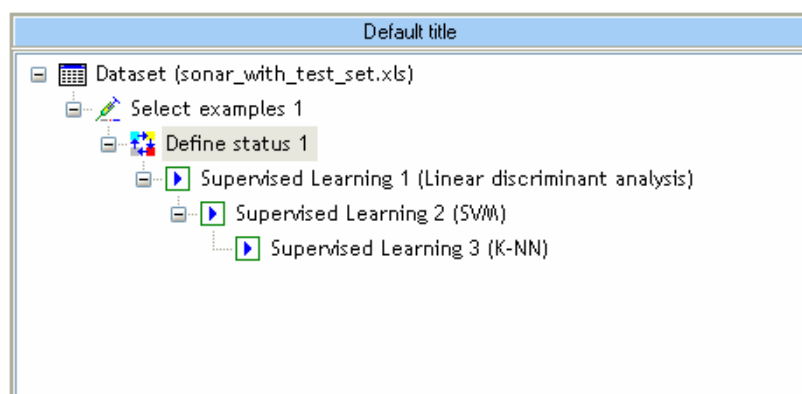 Default title
Dataset (sonar_with_test_set.xls)
Select examples 1
Define status 1
Supervised Learning 1 (Linear discriminant analysis)
Supervised Learning 2 (SVM)
Supervised Learning 3 (K-NN)